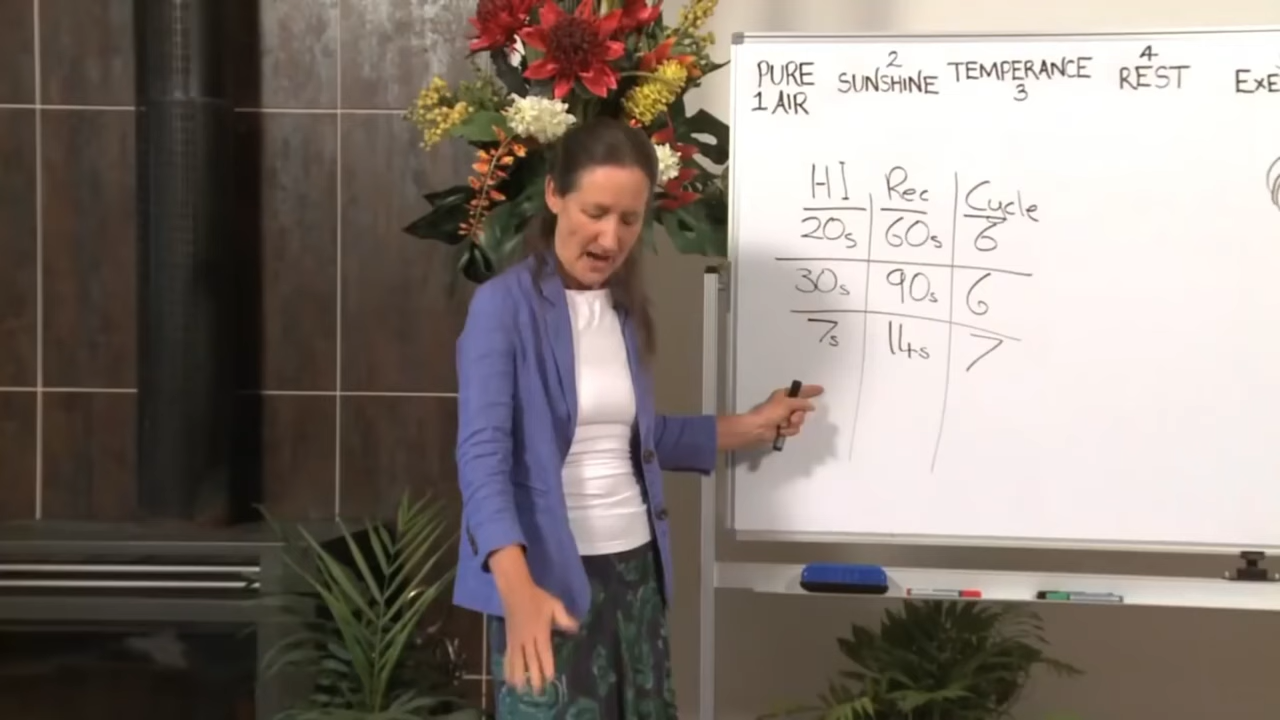 PURE 2 SUNSHINE TEMPERANCE 4 REST EXE
1 AIR 3
HI Rec Cycle
20s 60s 6
30s 90s 6
7s 14s 7